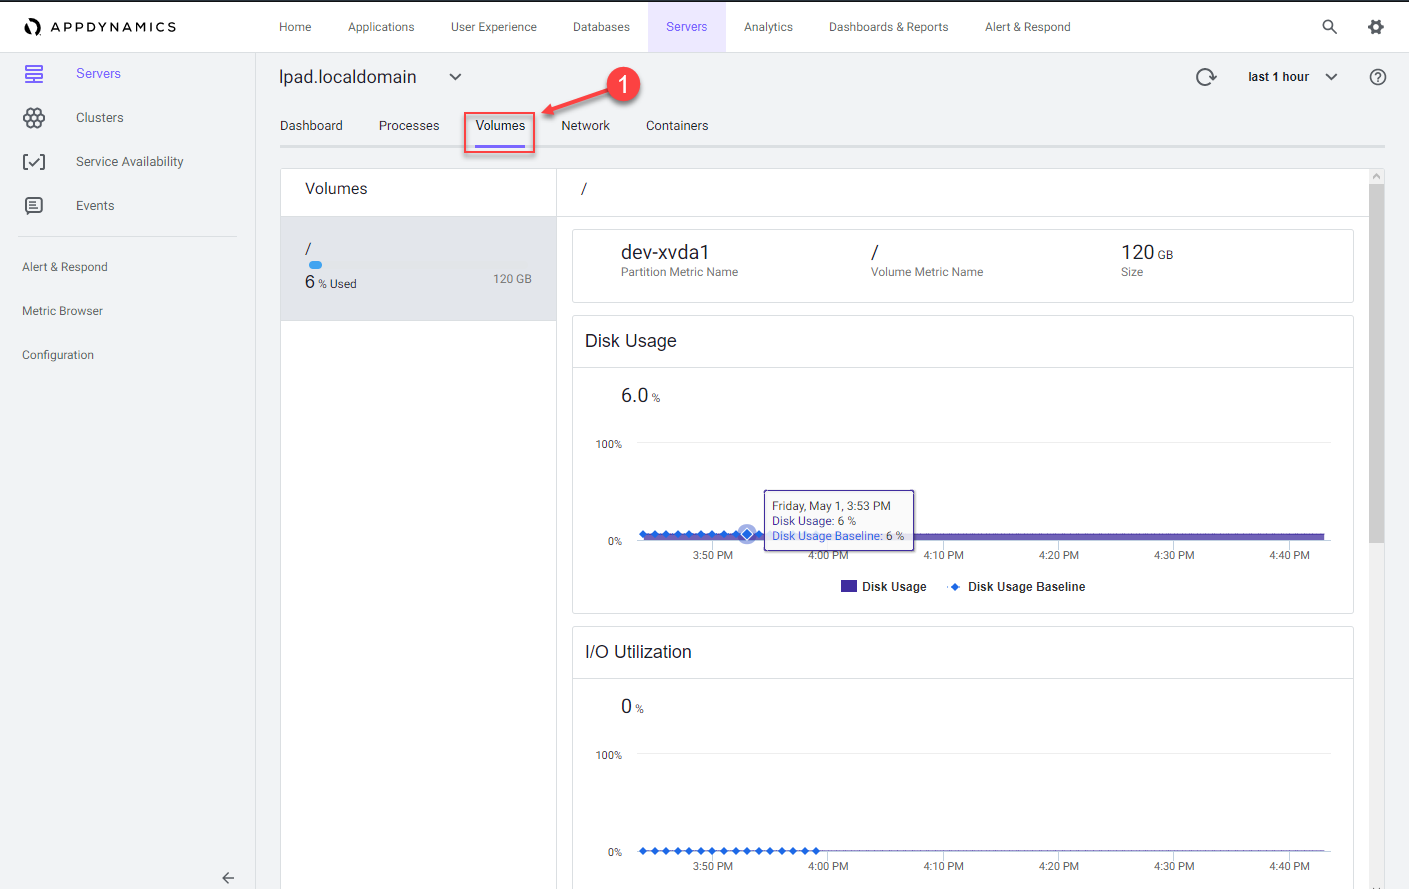 APPDYNAMICS
Home Applications User Experience Databases Servers Analytics Dashboards & Reports Alert & Respond
Servers
Clusters
Service Availability
Events
Alert & Respond
Metric Browser
Configuration
lpad.localdomain
last 1 hour
?
1
Dashboard Processes Volumes Network Containers
Volumes
/
6 % Used
120 GB
/
dev-xvda1
Partition Metric Name
/
Volume Metric Name
120 GB
Size
Disk Usage
6.0 %
100%
0%
Friday, May 1, 3:53 PM
Disk Usage: 6 %
Disk Usage Baseline: 6 %
3:50 PM 4:00 PM 4:10 PM 4:20 PM 4:30 PM 4:40 PM
Disk Usage Disk Usage Baseline
I/O Utilization
0 %
100%
0%
3:50 PM 4:00 PM 4:10 PM 4:20 PM 4:30 PM 4:40 PM